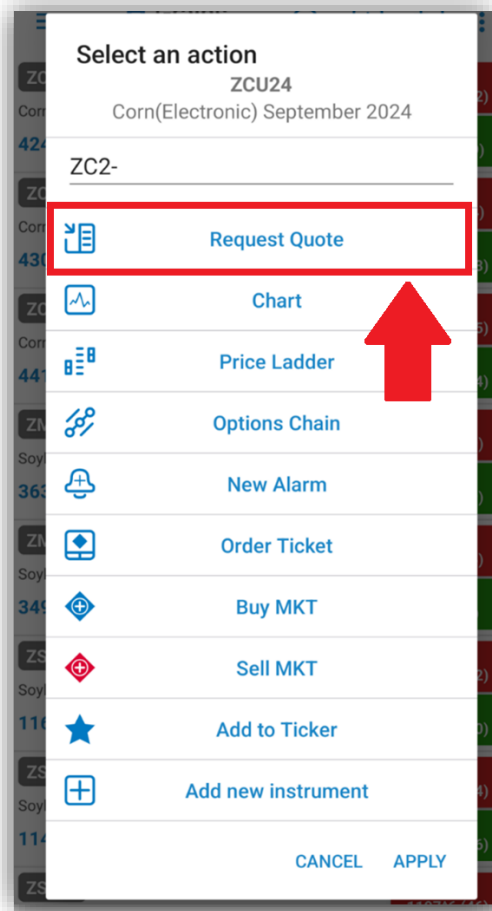 Select an action
ZCU24
Corn(Electronic) September 2024
ZC2-
Request Quote
Chart
Price Ladder
Options Chain
New Alarm
Order Ticket
Buy MKT
Sell MKT
Add to Ticker
Add new instrument
CANCEL APPLY